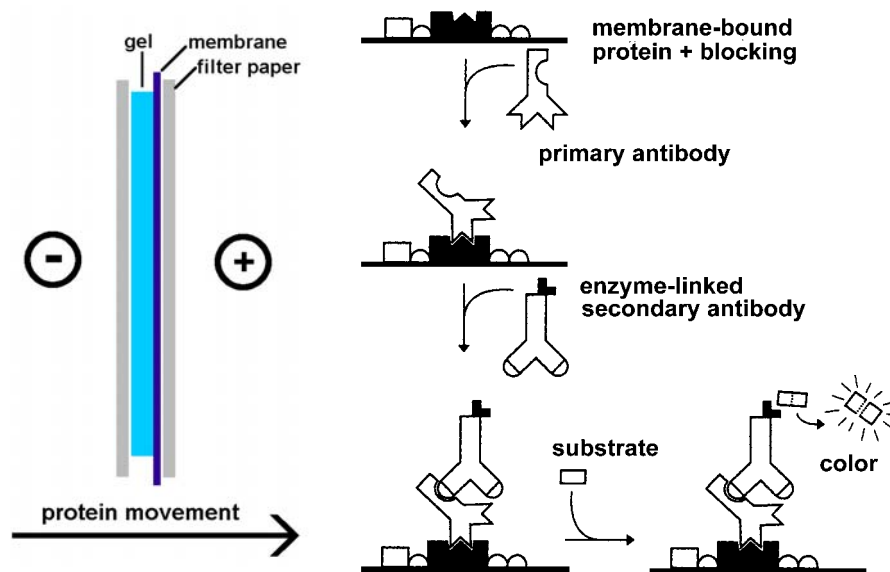 gel
membrane
filter paper
-
+
protein movement
membrane-bound
protein + blocking
primary antibody
enzyme-linked
secondary antibody
substrate
color